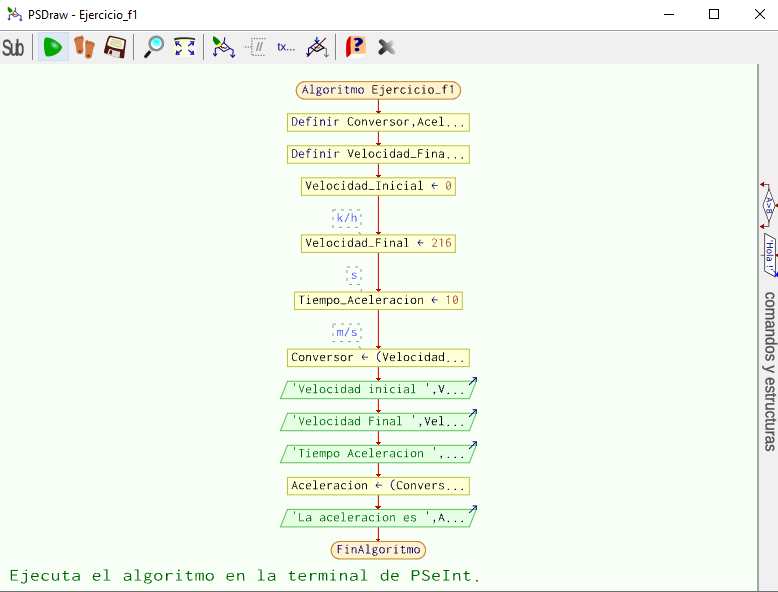 PSDraw - Ejercicio_f1
Sub // tx... ?
Algoritmo Ejercicio_f1
Definir Conversor,Acel...
Definir Velocidad_Fina...
Velocidad_Inicial ← 0
k/h
Velocidad_Final ← 216
s
Tiempo_Aceleracion ← 10
m/s
Conversor ← (Velocidad...
'Velocidad inicial ',V...
'Velocidad Final ',Vel...
'Tiempo Aceleracion ',...
Aceleracion ← (Convers...
'La aceleracion es ',A...
FinAlgoritmo
A>B
'Hola !'
comandos y estructuras
Ejecuta el algoritmo en la terminal de PSeInt.